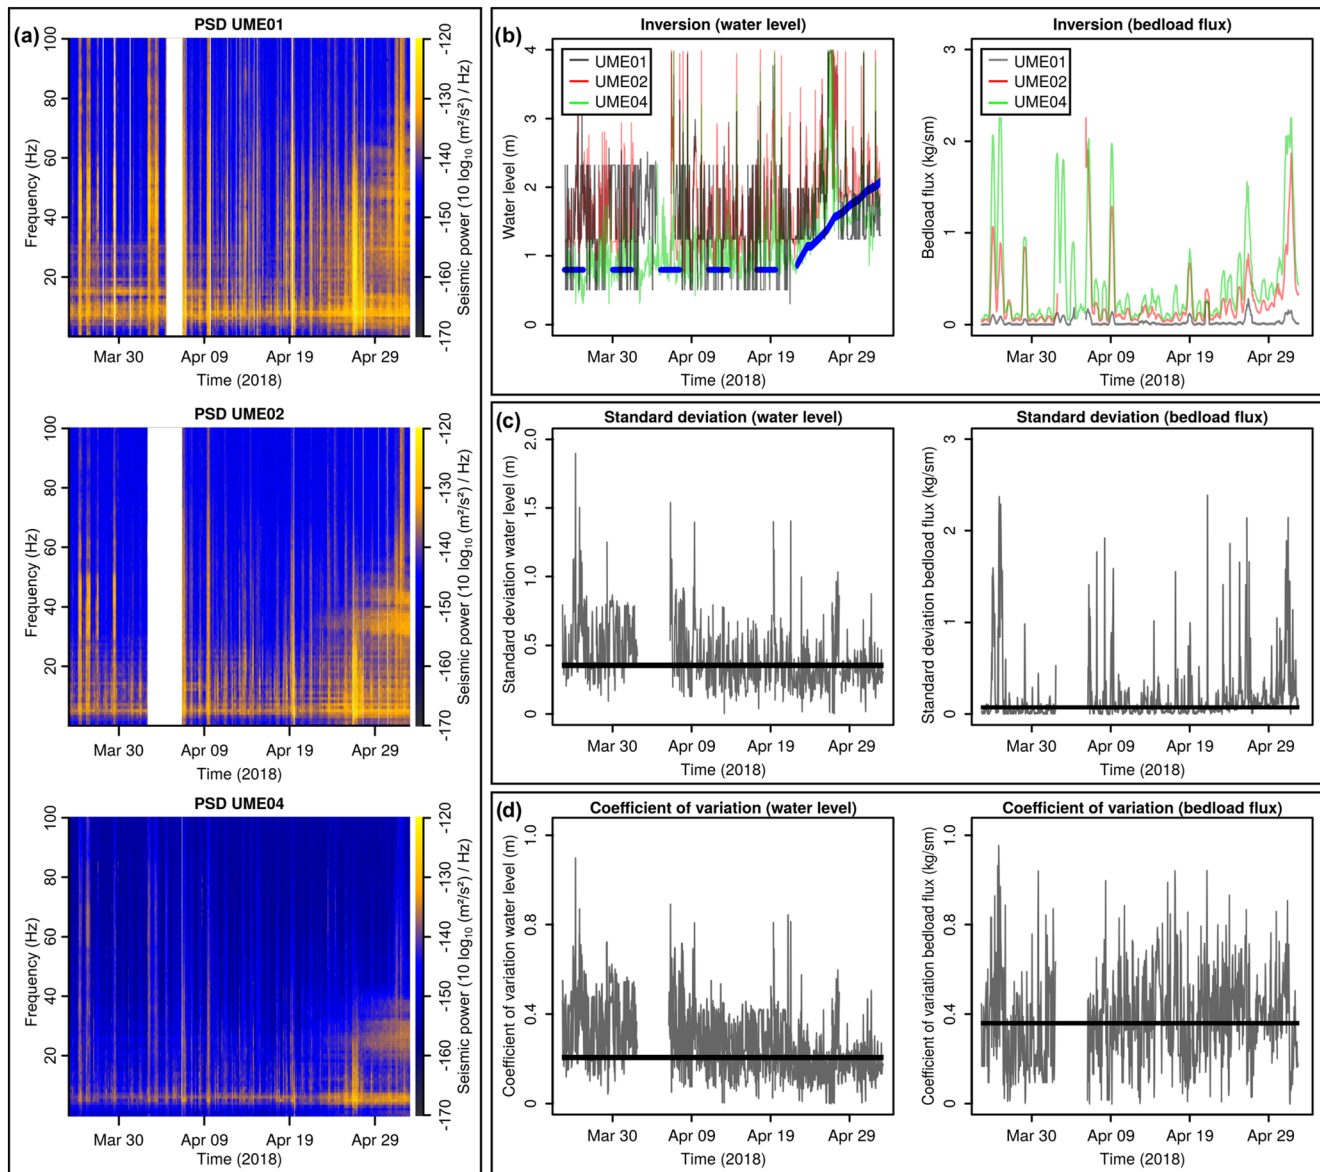 (a)
PSD UME01
Frequency (Hz)
100
80
60
40
20
Mar 30 Apr 09 Apr 19 Apr 29
Time (2018)
-120
-130
-140
-150
-160
-170
Seismic power (10 log₁₀ (m²/s²) / Hz)
PSD UME02
Frequency (Hz)
100
80
60
40
20
Mar 30 Apr 09 Apr 19 Apr 29
Time (2018)
-120
-130
-140
-150
-160
-170
Seismic power (10 log₁₀ (m²/s²) / Hz)
PSD UME04
Frequency (Hz)
100
80
60
40
20
Mar 30 Apr 09 Apr 19 Apr 29
Time (2018)
-120
-130
-140
-150
-160
-170
Seismic power (10 log₁₀ (m²/s²) / Hz)
(b)
Inversion (water level)
UME01
UME02
UME04
Water level (m)
4
3
2
1
0
Mar 30 Apr 09 Apr 19 Apr 29
Time (2018)
Inversion (bedload flux)
UME01
UME02
UME04
Bedload flux (kg/sm)
3
2
1
0
Mar 30 Apr 09 Apr 19 Apr 29
Time (2018)
(c)
Standard deviation (water level)
Standard deviation water level (m)
2.0
1.5
1.0
0.5
0
Mar 30 Apr 09 Apr 19 Apr 29
Time (2018)
Standard deviation (bedload flux)
Standard deviation bedload flux (kg/sm)
3
2
1
0
Mar 30 Apr 09 Apr 19 Apr 29
Time (2018)
(d)
Coefficient of variation (water level)
Coefficient of variation water level (m)
1.0
0.8
0.4
0
Mar 30 Apr 09 Apr 19 Apr 29
Time (2018)
Coefficient of variation (bedload flux)
Coefficient of variation bedload flux (kg/sm)
1.0
0.8
0.4
0
Mar 30 Apr 09 Apr 19 Apr 29
Time (2018)